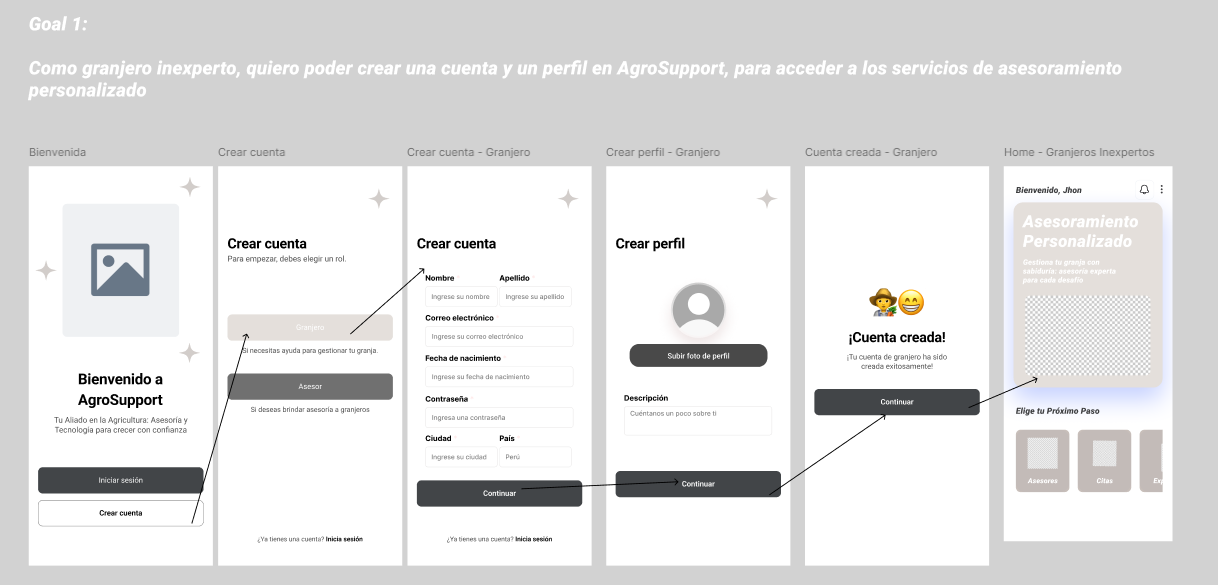 Goal 1:
Como granjero inexperto, quiero poder crear una cuenta y un perfil en AgroSupport, para acceder a los servicios de asesoramiento
personalizado
Bienvenida
Bienvenido a
AgroSupport
Tu Aliado en la Agricultura: Asesoría y
Tecnología para crecer con confianza
Iniciar sesión
Crear cuenta
Crear cuenta
Crear cuenta
Para empezar, debes elegir un rol.
Granjero
Si necesitas ayuda para gestionar tu granja.
Asesor
Si deseas brindar asesoría a granjeros
¿Ya tienes una cuenta? Inicia sesión
Crear cuenta - Granjero
Crear cuenta
Nombre
Apellido
Ingrese su nombre
Ingrese su apellido
Correo electrónico
Ingrese su correo electrónico
Fecha de nacimiento
Ingrese su fecha de nacimiento
Contraseña
Ingresa una contraseña
Ciudad
País
Ingrese su ciudad
Perú
Continuar
¿Ya tienes una cuenta? Inicia sesión
Crear perfil - Granjero
Crear perfil
Subir foto de perfil
Descripción
Cuéntanos un poco sobre ti
Continuar
Cuenta creada - Granjero
¡Cuenta creada!
¡Tu cuenta de granjero ha sido
creada exitosamente!
Continuar
Home - Granjeros Inexpertos
Bienvenido, Jhon
Asesoramiento
Personalizado
Gestiona tu granja con
sabiduría: asesoría experta
para cada desafío
Elige tu Próximo Paso
Asesores
Citas
Exp